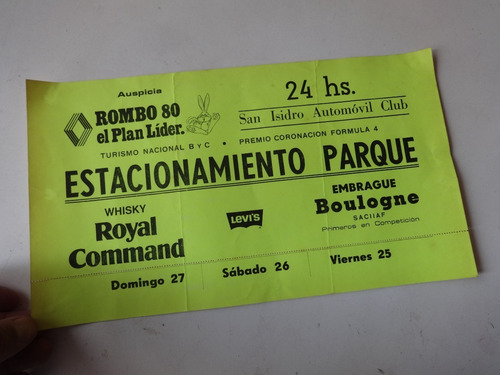 Auspicia
ROMBO 80
el Plan Líder.
24 hs.
San Isidro Automóvil Club
TURISMO NACIONAL B y C • PREMIO CORONACION FORMULA 4
ESTACIONAMIENTO PARQUE
WHISKY
Royal
Command
LEVI'S
EMBRAGUE
Boulogne
SACIIAF
Primeros en Competición
Domingo 27
Sábado 26
Viernes 25